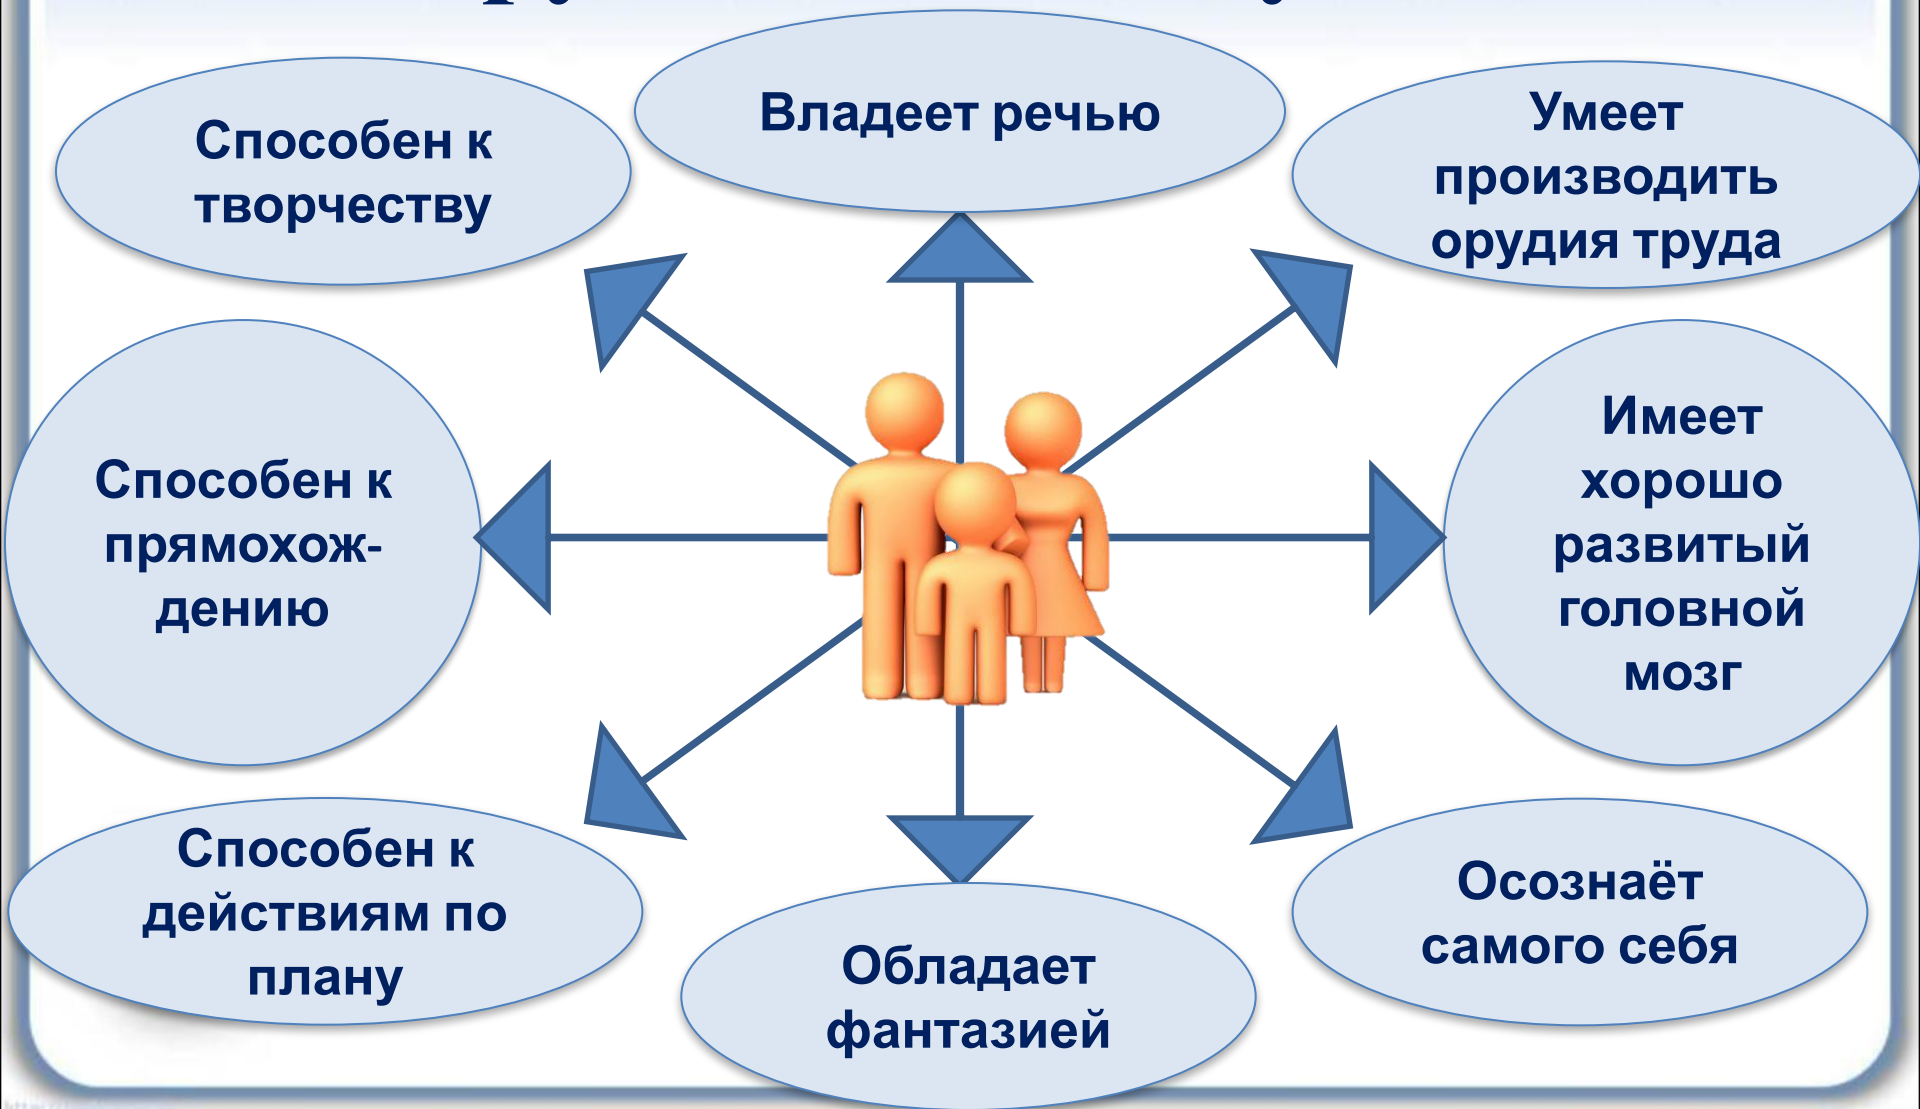 Владеет речью
Способен к
творчеству
Умеет
производить
орудия труда
Способен к
прямохож-
дению
Имеет
хорошо
развитый
головной
мозг
Способен к
действиям по
плану
Обладает
фантазией
Осознаёт
самого себя